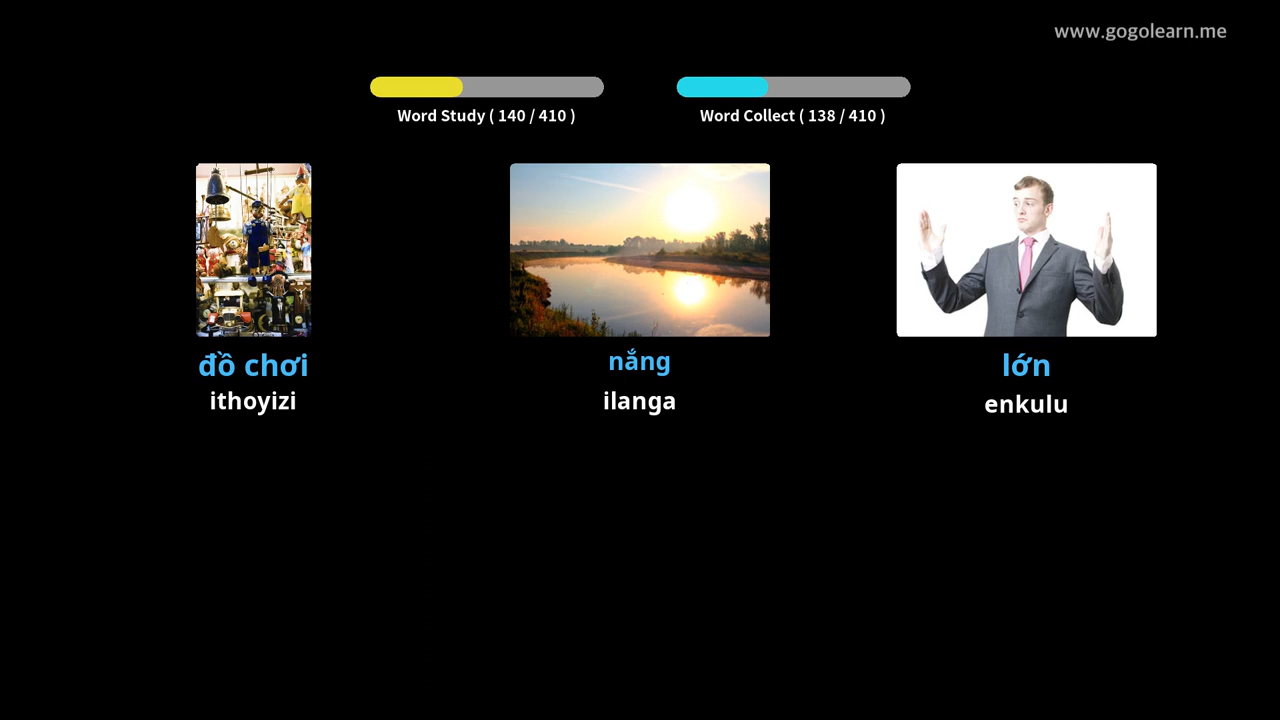 www.gogolearn.me
Word Study ( 140 / 410 )
Word Collect ( 138 / 410 )
đồ chơi
ithoyizi
nắng
ilanga
lớn
enkulu